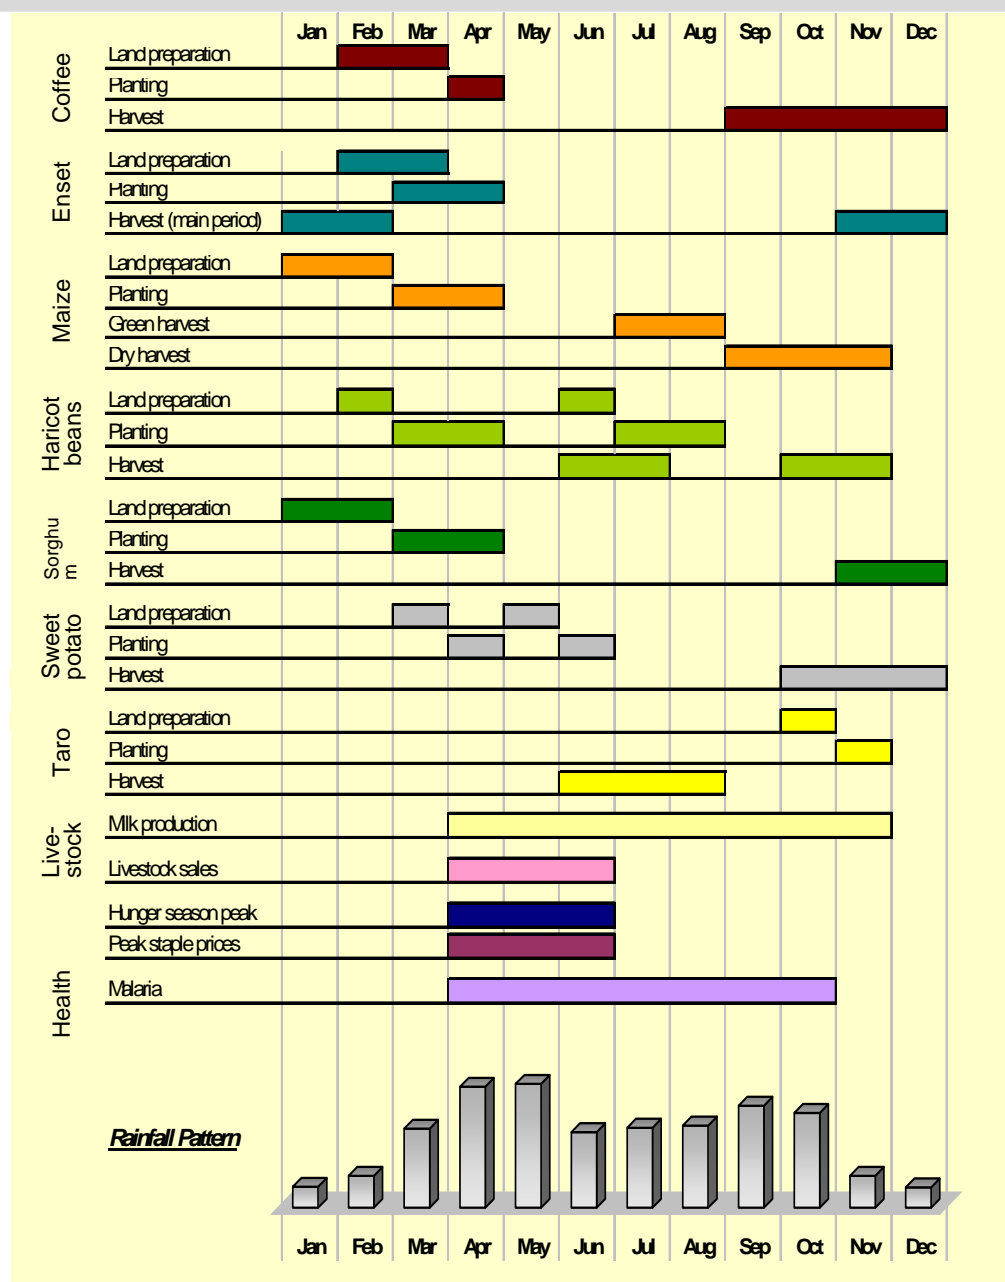 Jan Feb Mar Apr May Jun Jul Aug Sep Oct Nov Dec
Coffee
Land preparation
Planting
Harvest
Enset
Land preparation
Planting
Harvest (main period)
Maize
Land preparation
Planting
Green harvest
Dry harvest
Haricot
beans
Land preparation
Planting
Harvest
Sorghu
m
Land preparation
Planting
Harvest
Sweet
potato
Land preparation
Planting
Harvest
Taro
Land preparation
Planting
Harvest
Live-
stock
Milk production
Livestock sales
Hunger season peak
Peak staple prices
Health
Malaria
Rainfall Pattern
Jan Feb Mar Apr May Jun Jul Aug Sep Oct Nov Dec